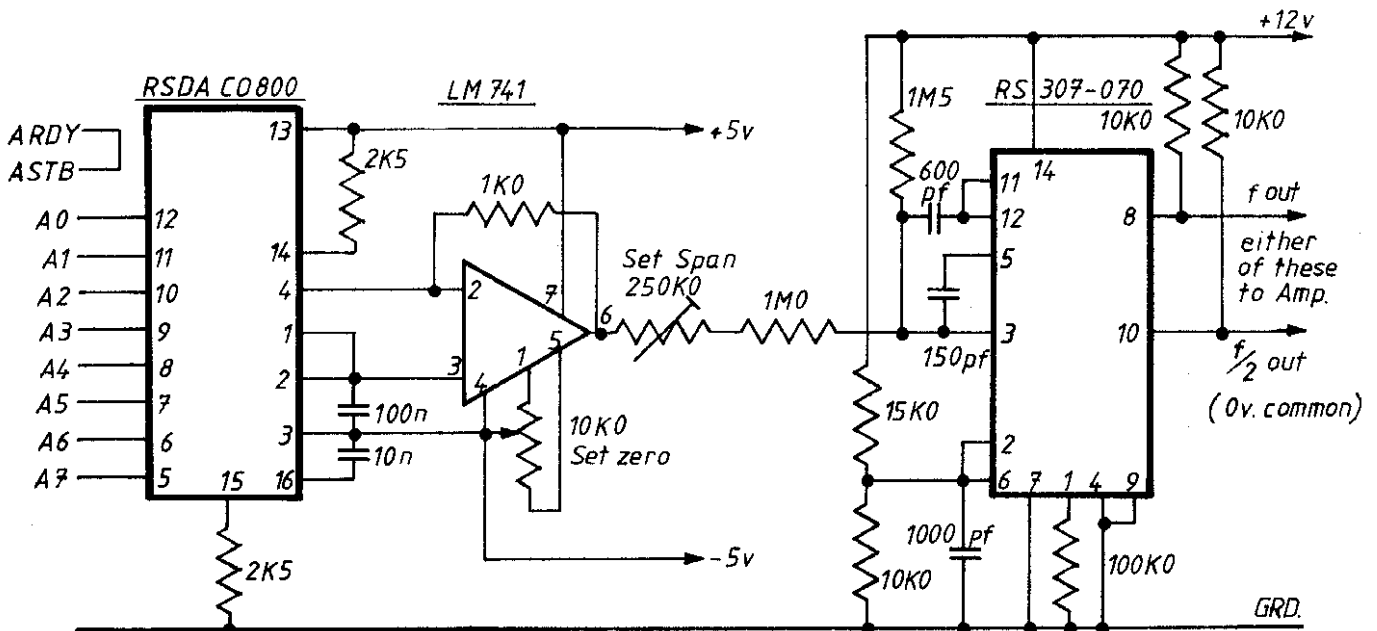 +12v
RSDA C0800
LM 741
RS 307-070
ARDY
ASTB
13
+5v
2K5
1M5
10K0
10K0
14
1K0
600
pf
11
12
14
8
f out
A0
12
A1
11
A2
10
A3
9
A4
8
A5
7
A6
6
A7
5
14
4
1
2
3
16
15
2
3
7
6
5
1
4
Set Span
250K0
1M0
5
3
150pf
10
either
of these
to Amp.
f/2 out
(0v. common)
100n
10n
10K0
Set zero
15K0
2
6
7
1
4
9
2K5
-5v
10K0
1000
pf
100K0
GRD.